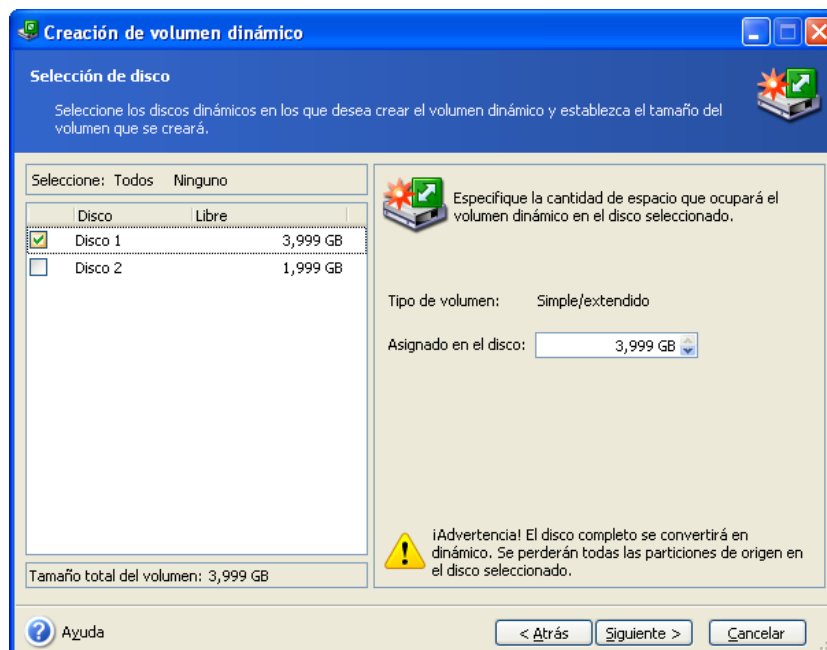 Creación de volumen dinámico
Selección de disco
Seleccione los discos dinámicos en los que desea crear el volumen dinámico y establezca el tamaño del
volumen que se creará.
Seleccione: Todos Ninguno
Disco Libre
Disco 1 3,999 GB
Disco 2 1,999 GB
Tamaño total del volumen: 3,999 GB
Especifique la cantidad de espacio que ocupará el
volumen dinámico en el disco seleccionado.
Tipo de volumen: Simple/extendido
Asignado en el disco: 3,999 GB
¡Advertencia! El disco completo se convertirá en
dinámico. Se perderán todas las particiones de origen en
el disco seleccionado.
Ayuda
< Atrás
Siguiente >
Cancelar